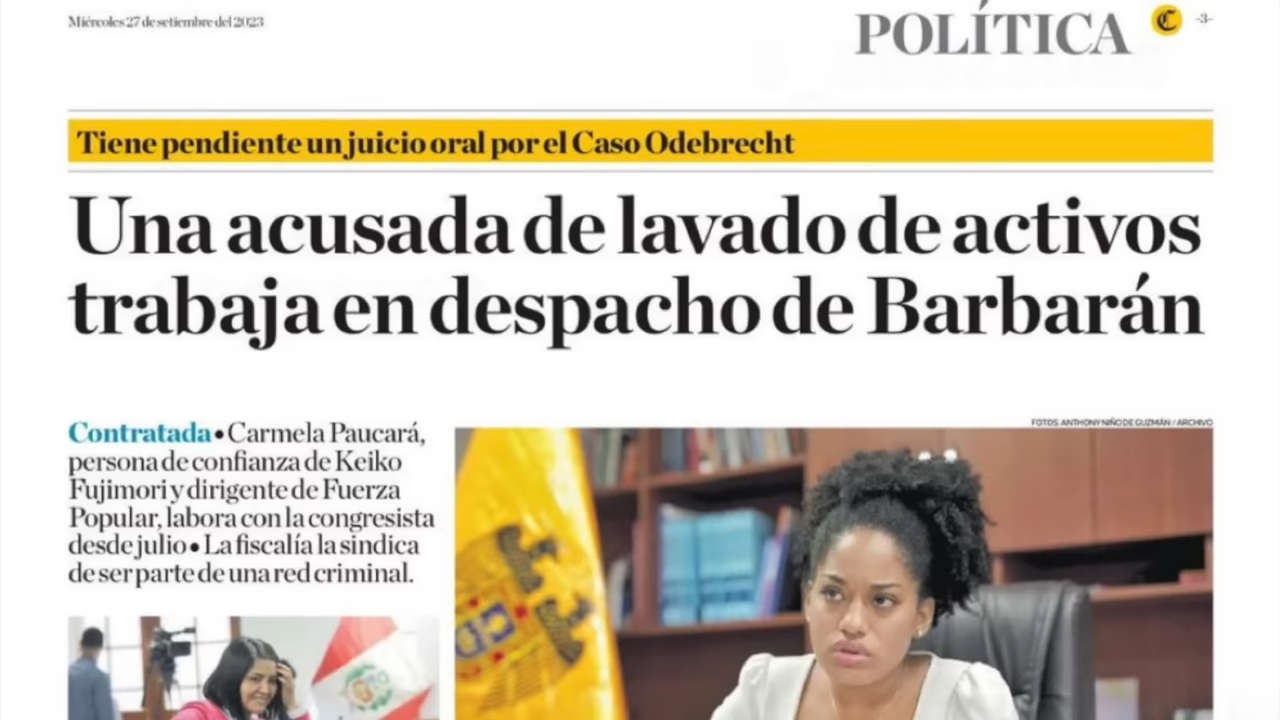 Miércoles 27 de setiembre del 2023
POLÍTICA
-3-
Tiene pendiente un juicio oral por el Caso Odebrecht
Una acusada de lavado de activos
trabaja en despacho de Barbarán
Contratada • Carmela Paucará,
persona de confianza de Keiko
Fujimori y dirigente de Fuerza
Popular, labora con la congresista
desde julio • La fiscalía la sindica
de ser parte de una red criminal.
FOTOS: ANTHONY NIÑO DE GUZMÁN / ARCHIVO